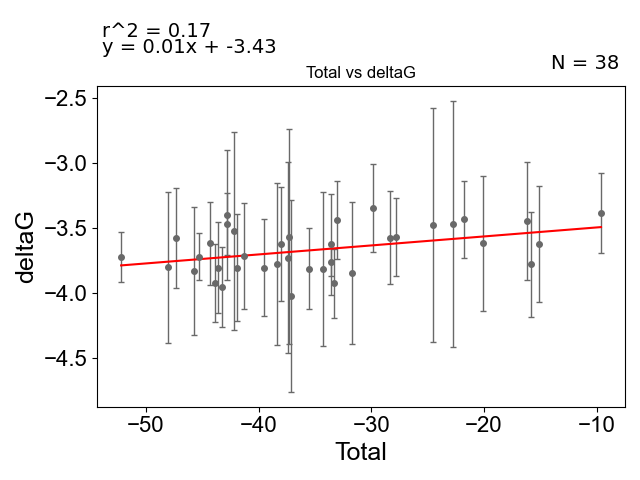 r^2 = 0.17
y = 0.01x + -3.43
N = 38
Total vs deltaG
−2.5
−3.0
−3.5
−4.0
−4.5
deltaG
−50
−40
−30
−20
−10
Total